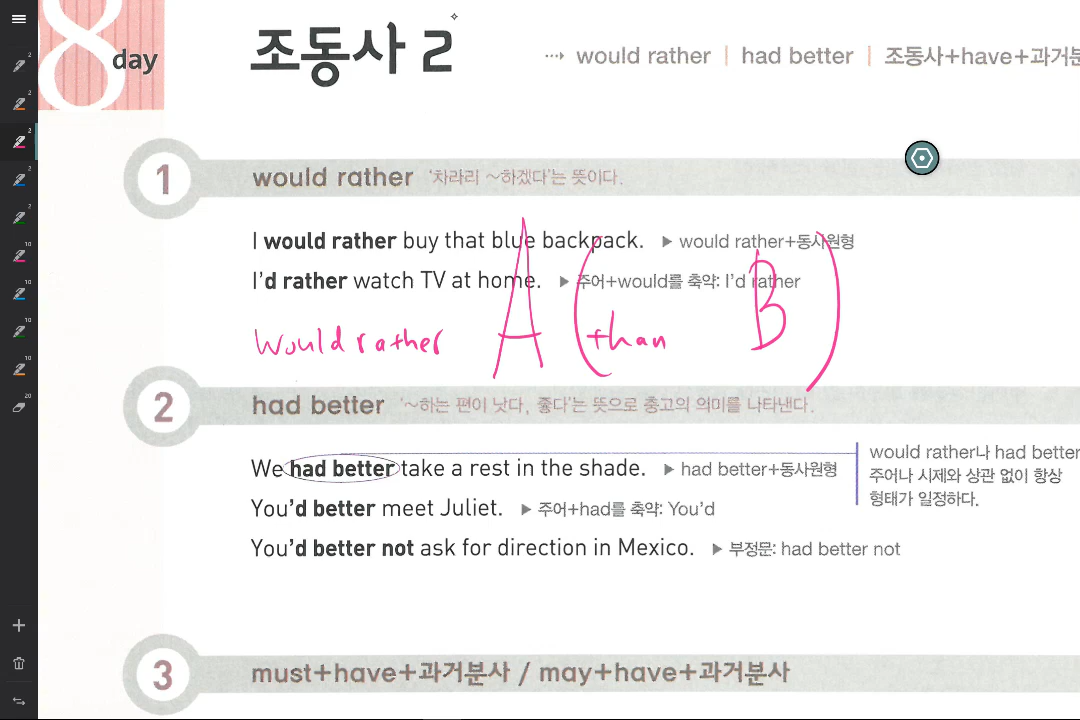 8 day
조동사 2
would rather | had better | 조동사+have+과거분
1 would rather '차라리 ~하겠다'는 뜻이다.
I would rather buy that blue backpack. ▶ would rather+동사원형
I'd rather watch TV at home. ▶ 주어+would를 축약: I'd rather
would rather A (than B)
2 had better '~하는 편이 낫다, 좋다'는 뜻으로 충고의 의미를 나타낸다.
We had better take a rest in the shade. ▶ had better+동사원형
You'd better meet Juliet. ▶ 주어+had를 축약: You'd
You'd better not ask for direction in Mexico. ▶ 부정문: had better not
would rather나 had better
주어나 시제와 상관 없이 항상
형태가 일정하다.
3 must+have+과거분사 / may+have+과거분사